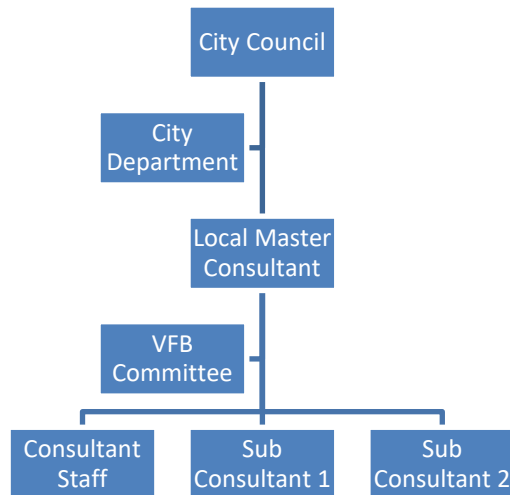 City Council
City
Department
Local Master
Consultant
VFB
Committee
Consultant
Staff
Sub
Consultant 1
Sub
Consultant 2